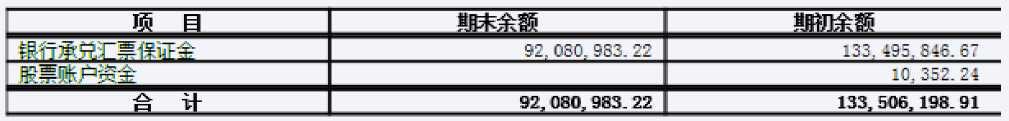 项 目 期末余额 期初余额
银行承兑汇票保证金 92,080,983.22 133,495,846.67
股票账户资金 10,352.24
合 计 92,080,983.22 133,506,198.91